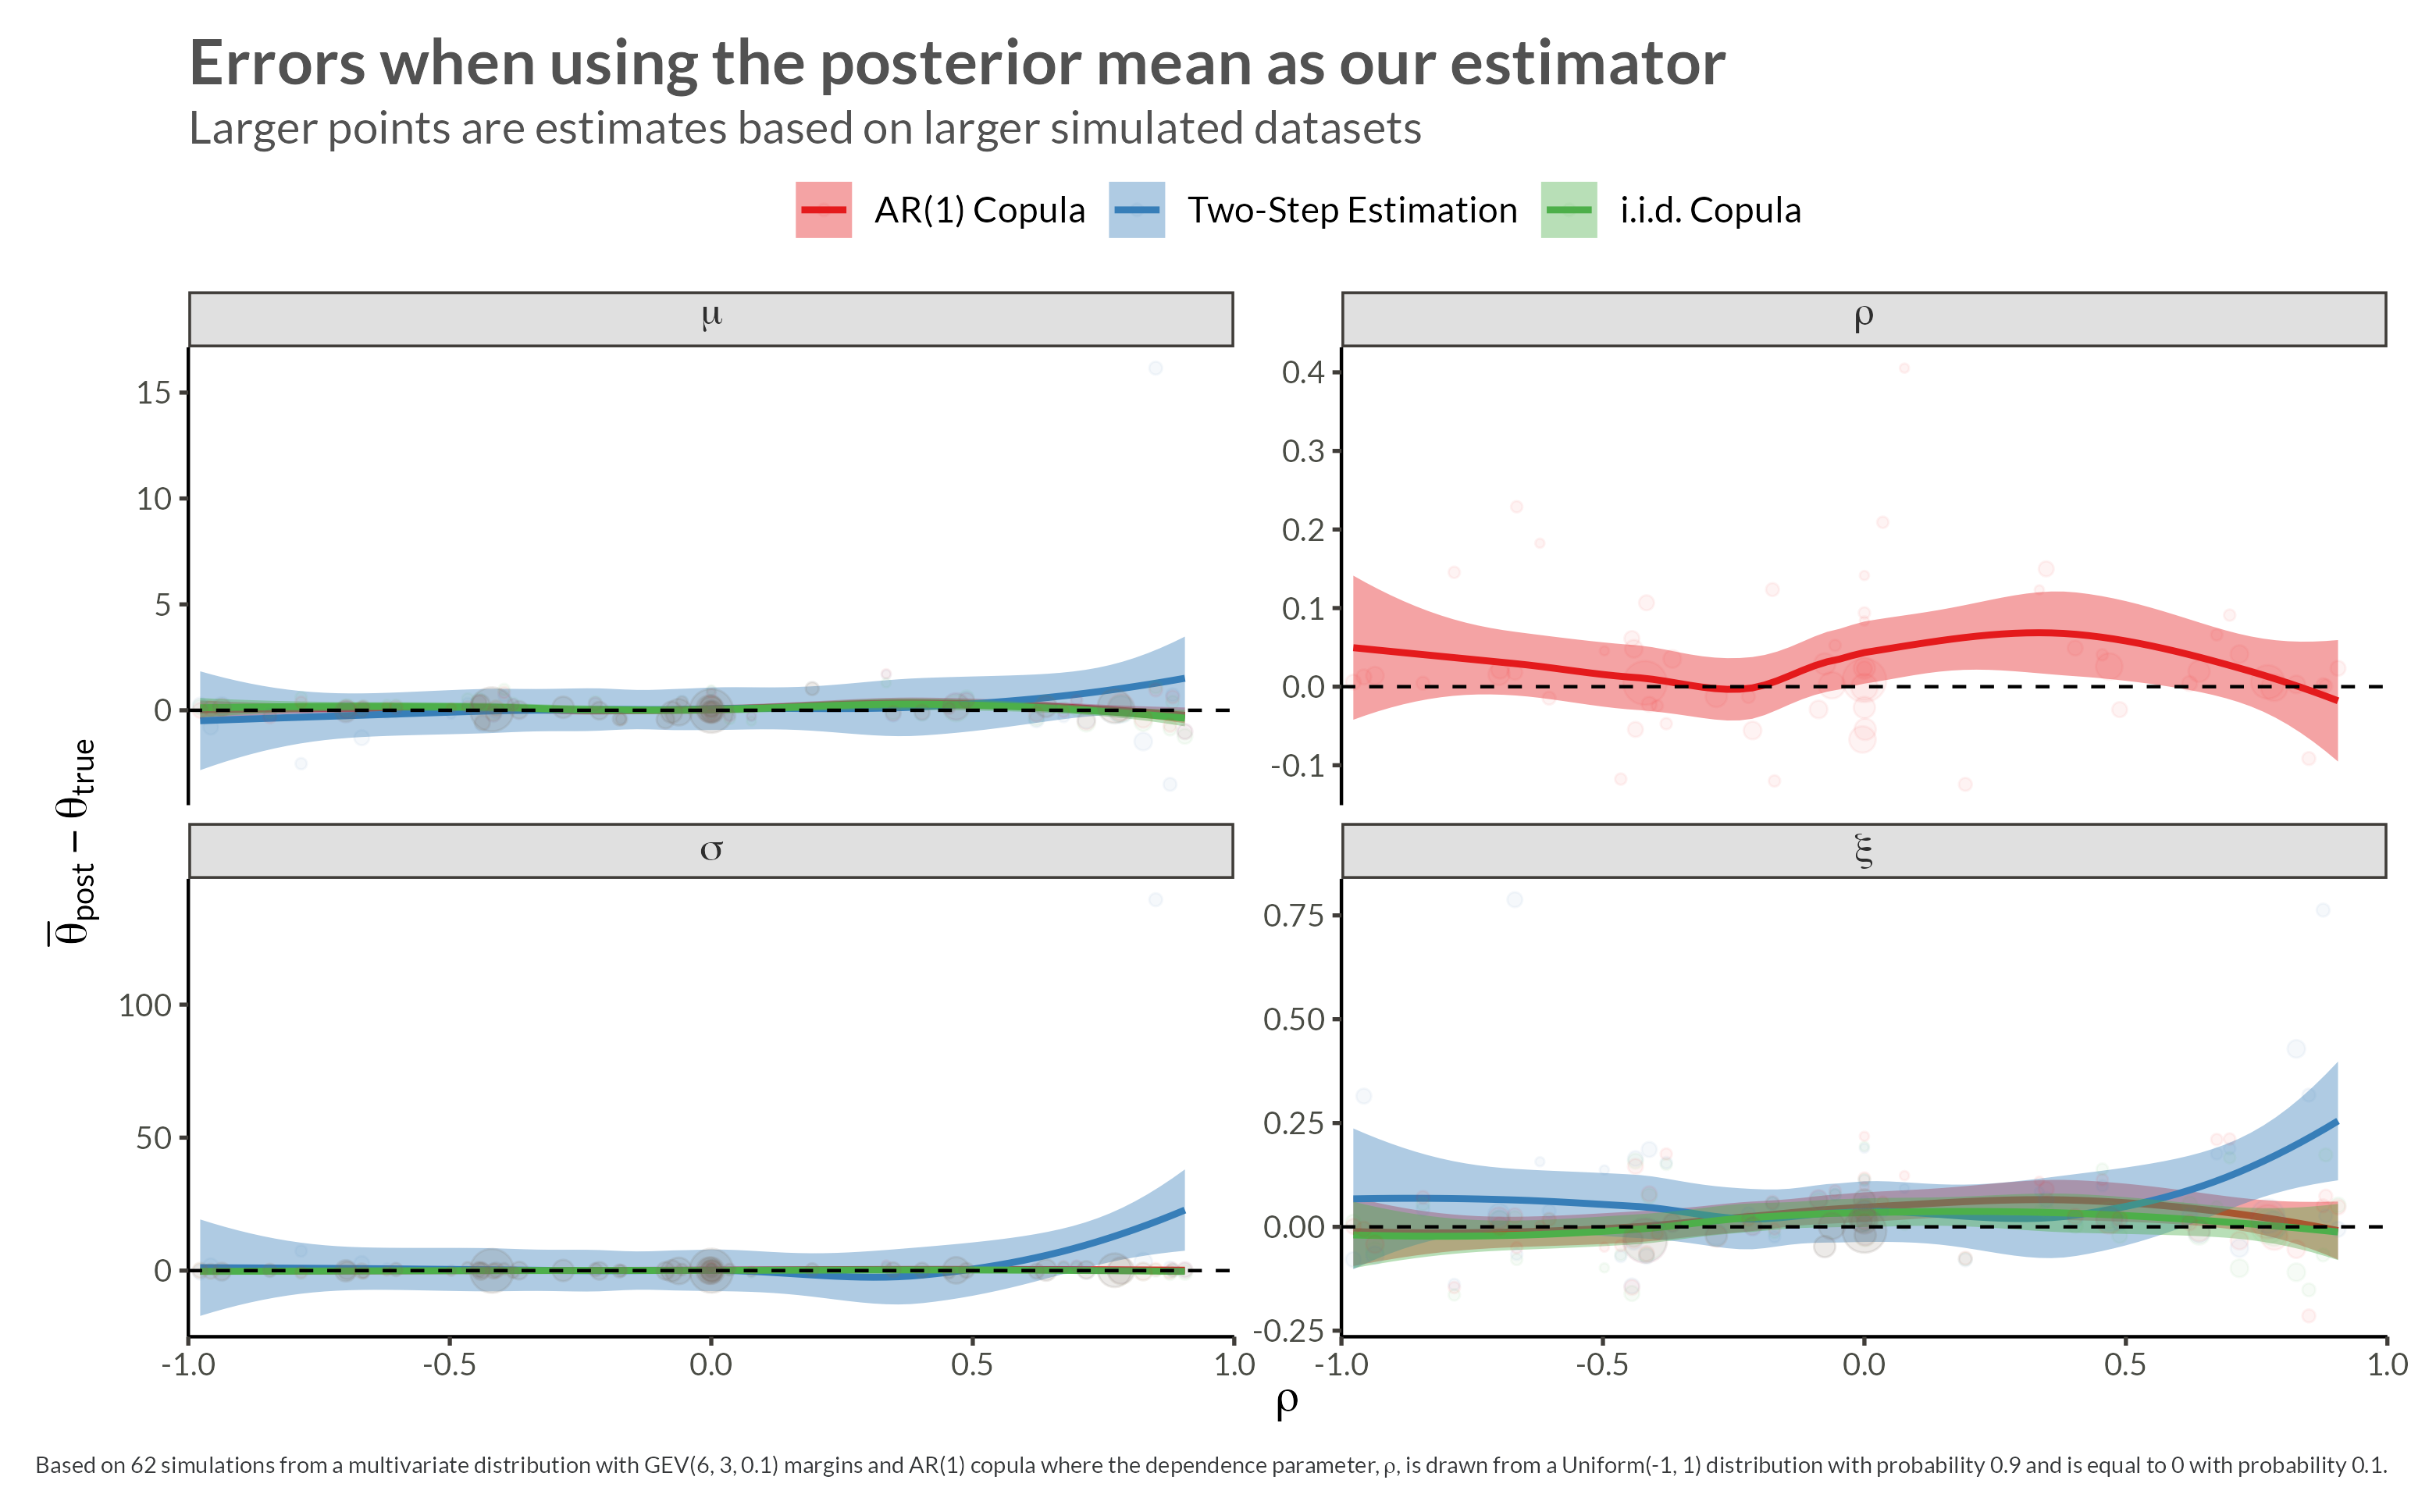 Errors when using the posterior mean as our estimator
Larger points are estimates based on larger simulated datasets
AR(1) Copula Two-Step Estimation i.i.d. Copula
μ ρ
15
10
5
0
0.4
0.3
0.2
0.1
0.0
-0.1
θ̅post − θtrue
σ ξ
100
50
0
0.75
0.50
0.25
0.00
-0.25
-1.0 -0.5 0.0 0.5 1.0 -1.0 -0.5 0.0 0.5 1.0
ρ
Based on 62 simulations from a multivariate distribution with GEV(6, 3, 0.1) margins and AR(1) copula where the dependence parameter, ρ, is drawn from a Uniform(-1, 1) distribution with probability 0.9 and is equal to 0 with probability 0.1.